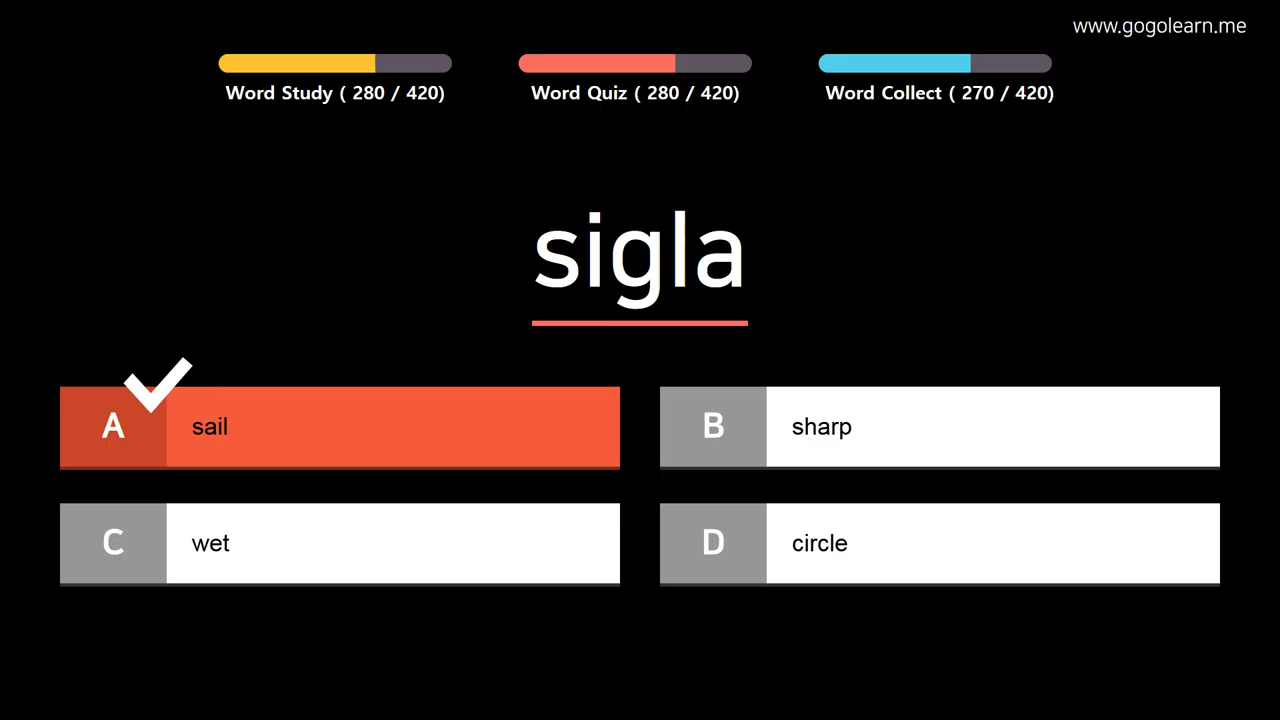 www.gogolearn.me
Word Study ( 280 / 420)
Word Quiz ( 280 / 420)
Word Collect ( 270 / 420)
sigla
A sail
B sharp
C wet
D circle